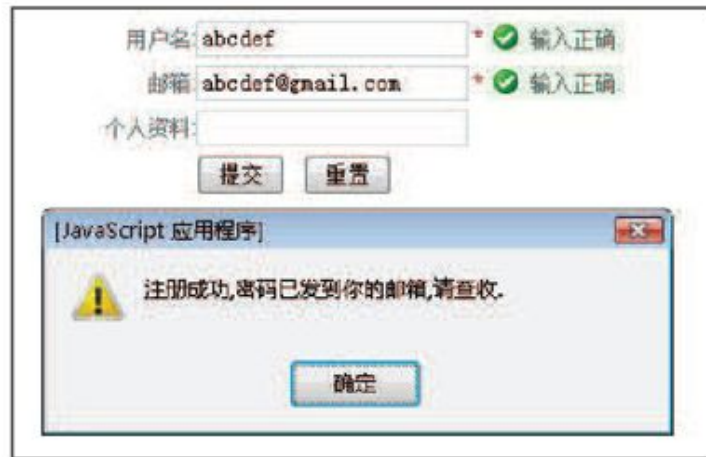 用户名:abcdef * 输入正确
邮箱:abcdef@gmail.com * 输入正确
个人资料:
提交 重置
[JavaScript 应用程序]
注册成功,密码已发到你的邮箱,请查收.
确定